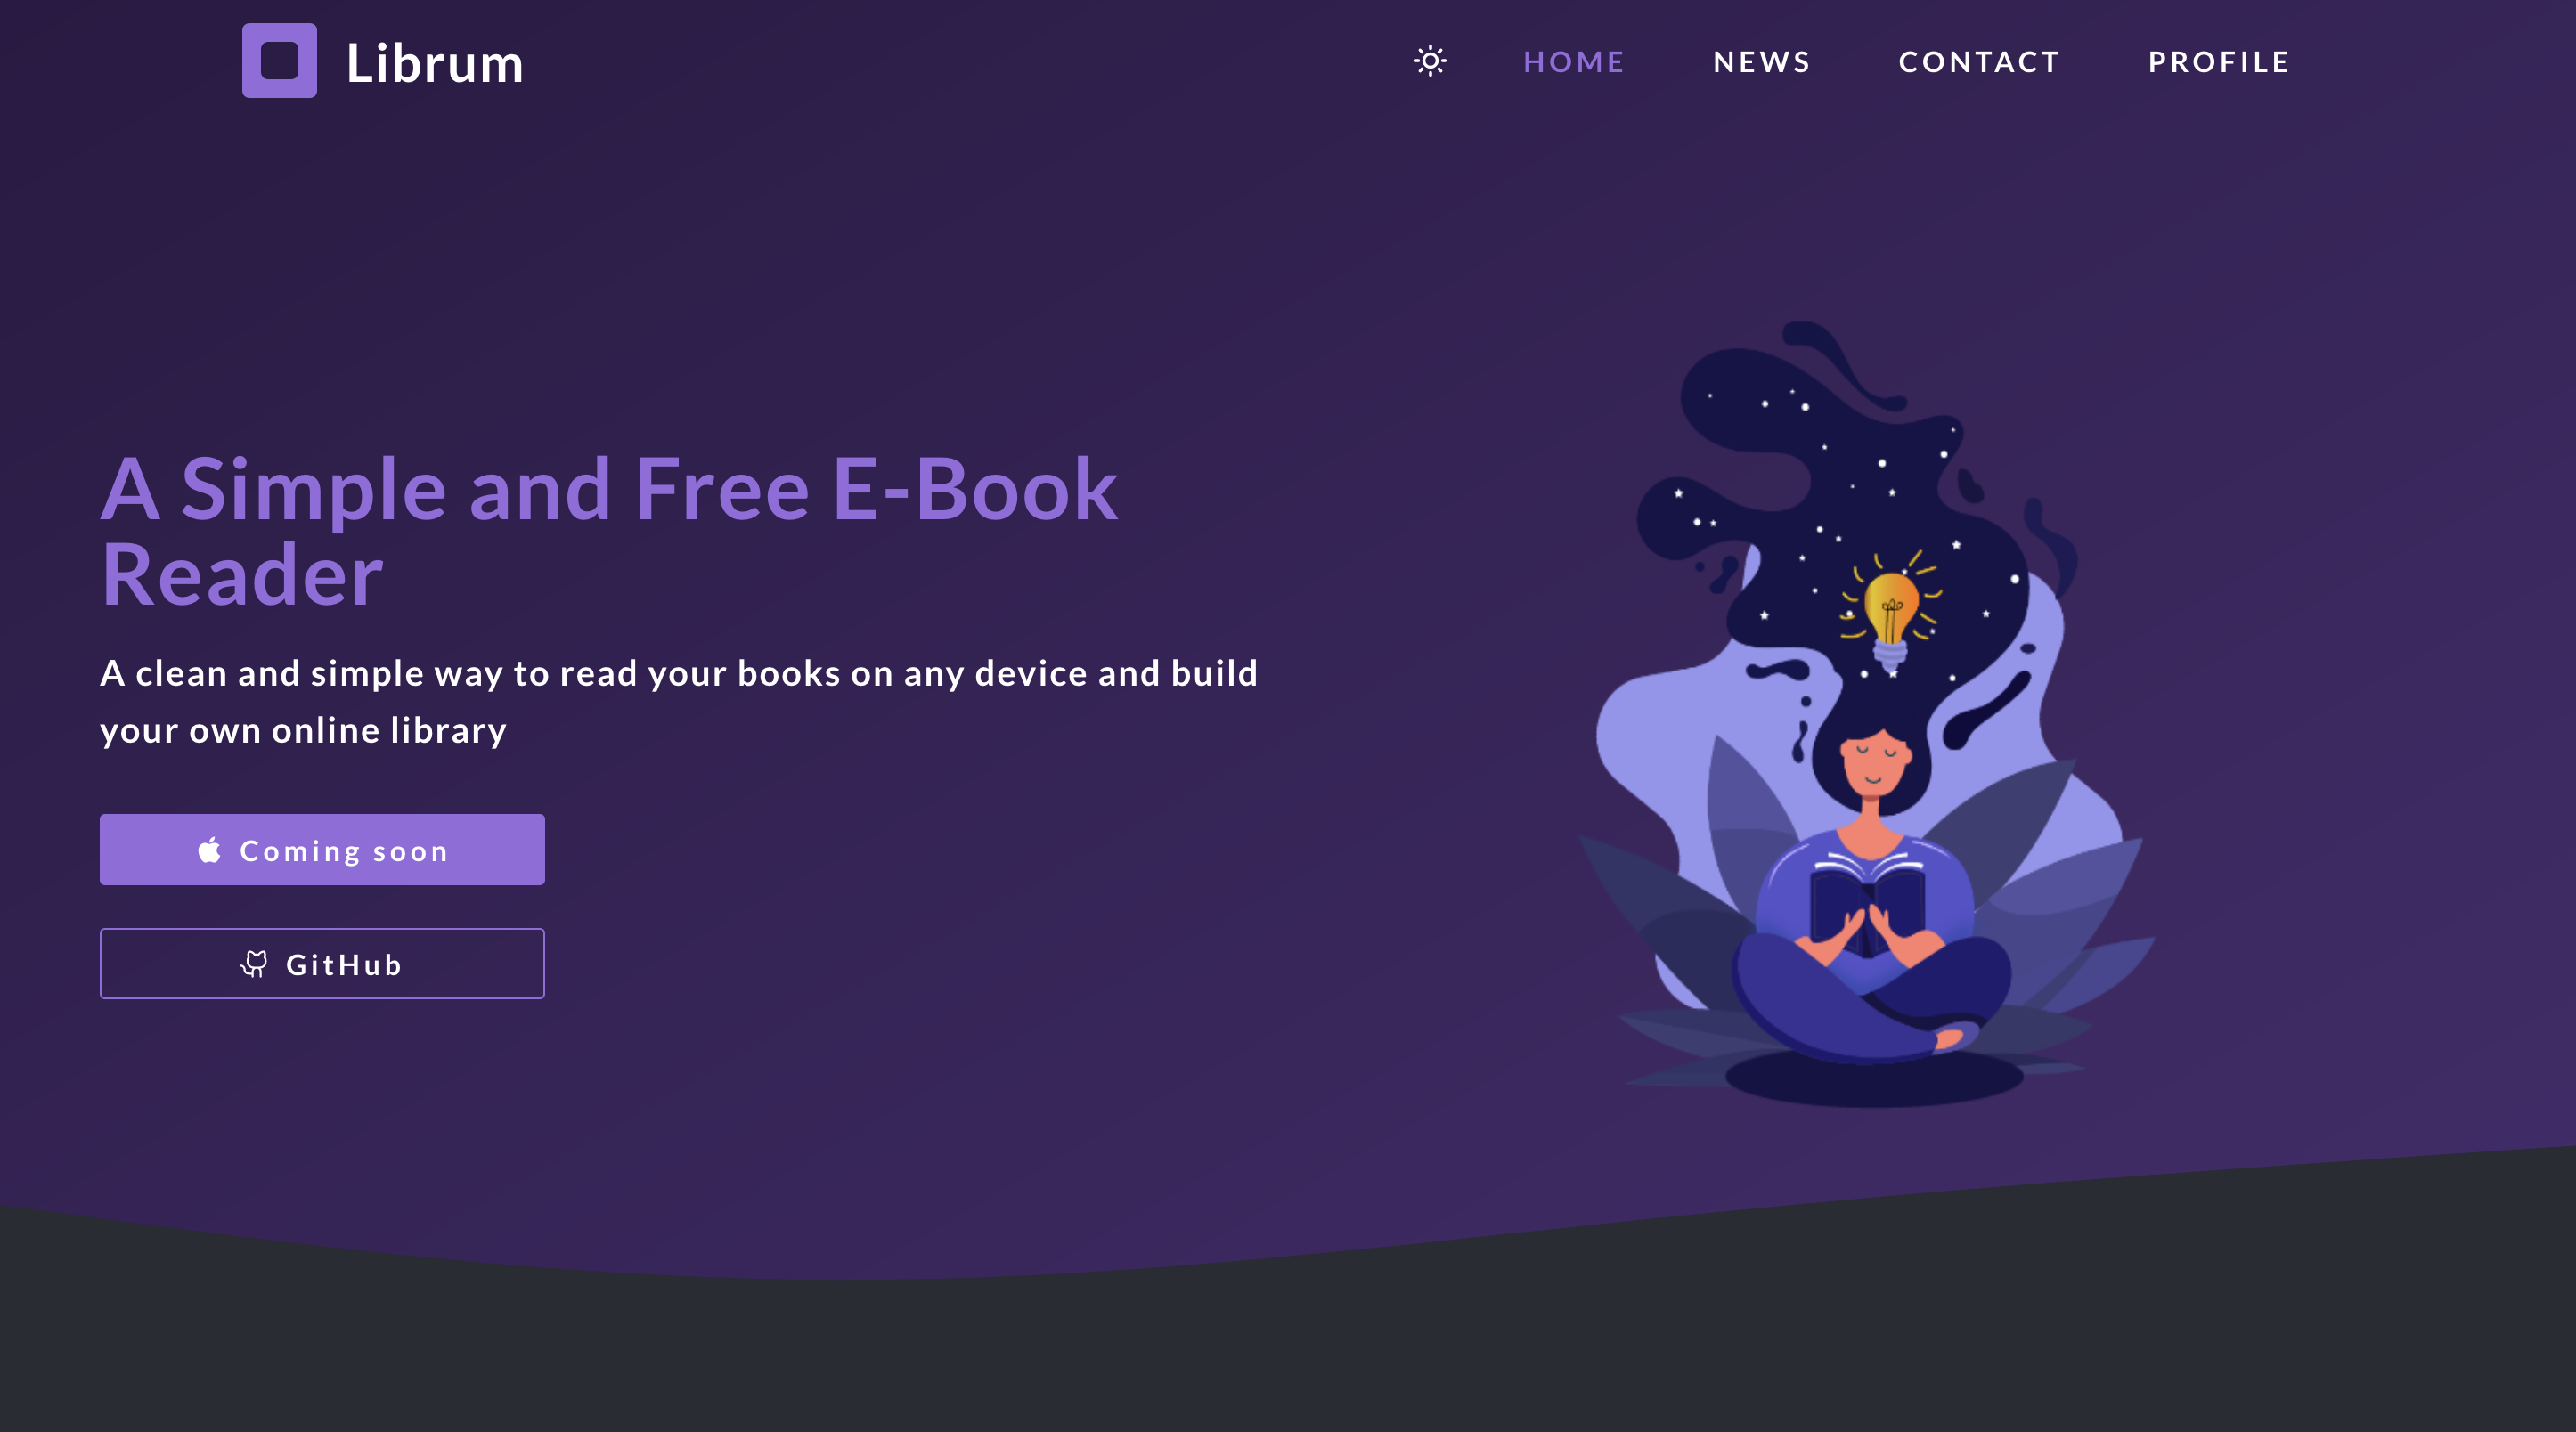 Librum
HOME NEWS CONTACT PROFILE
A Simple and Free E-Book
Reader
A clean and simple way to read your books on any device and build
your own online library
Coming soon
GitHub